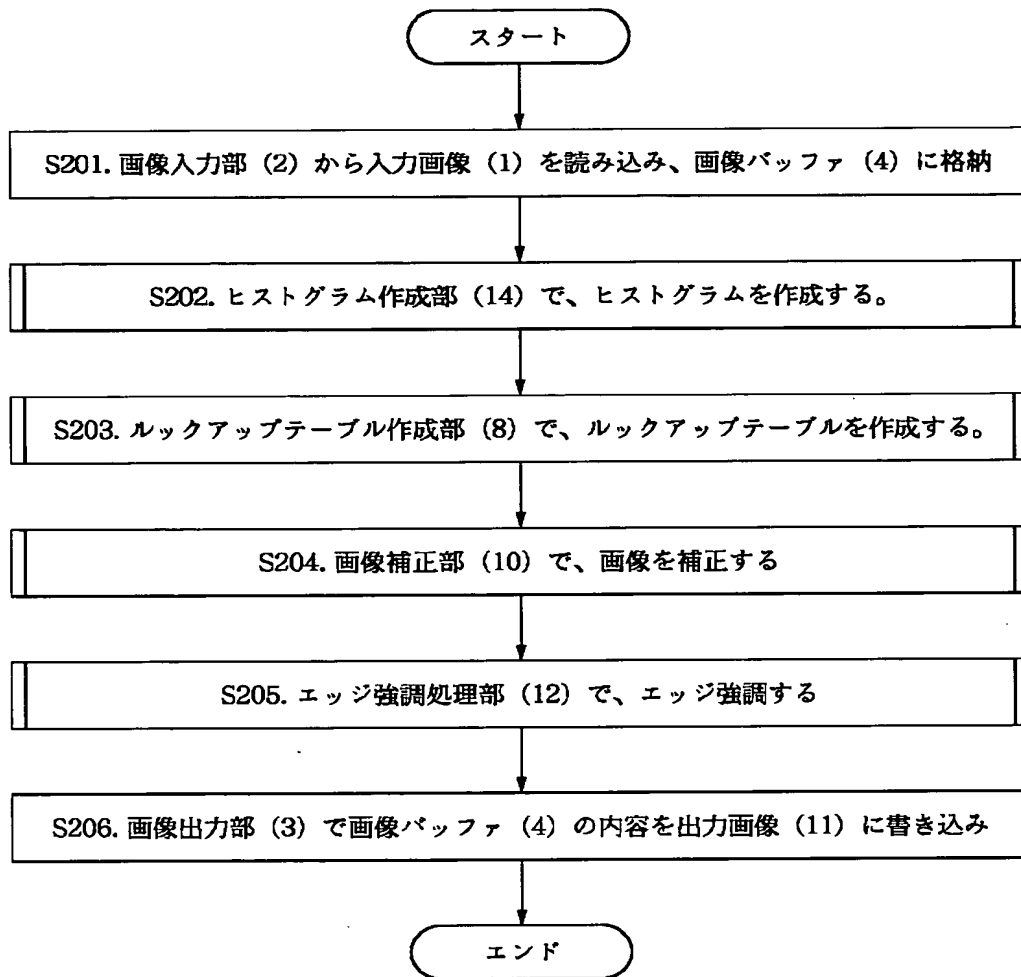 スタート
S201. 画像入力部 (2) から入力画像 (1) を読み込み、画像バッファ (4) に格納
S202. ヒストグラム作成部 (14) で、ヒストグラムを作成する。
S203. ルックアップテーブル作成部 (8) で、ルックアップテーブルを作成する。
S204. 画像補正部 (10) で、画像を補正する
S205. エッジ強調処理部 (12) で、エッジ強調する
S206. 画像出力部 (3) で画像バッファ (4) の内容を出力画像 (11) に書き込み
エンド